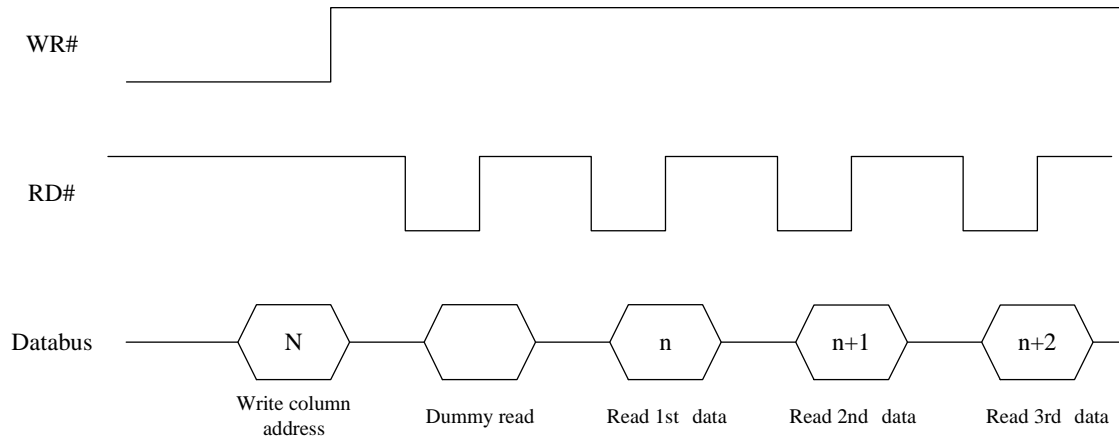 WR#
RD#
Databus
N
n
n+1
n+2
Write column
address
Dummy read
Read 1st data
Read 2nd data
Read 3rd data